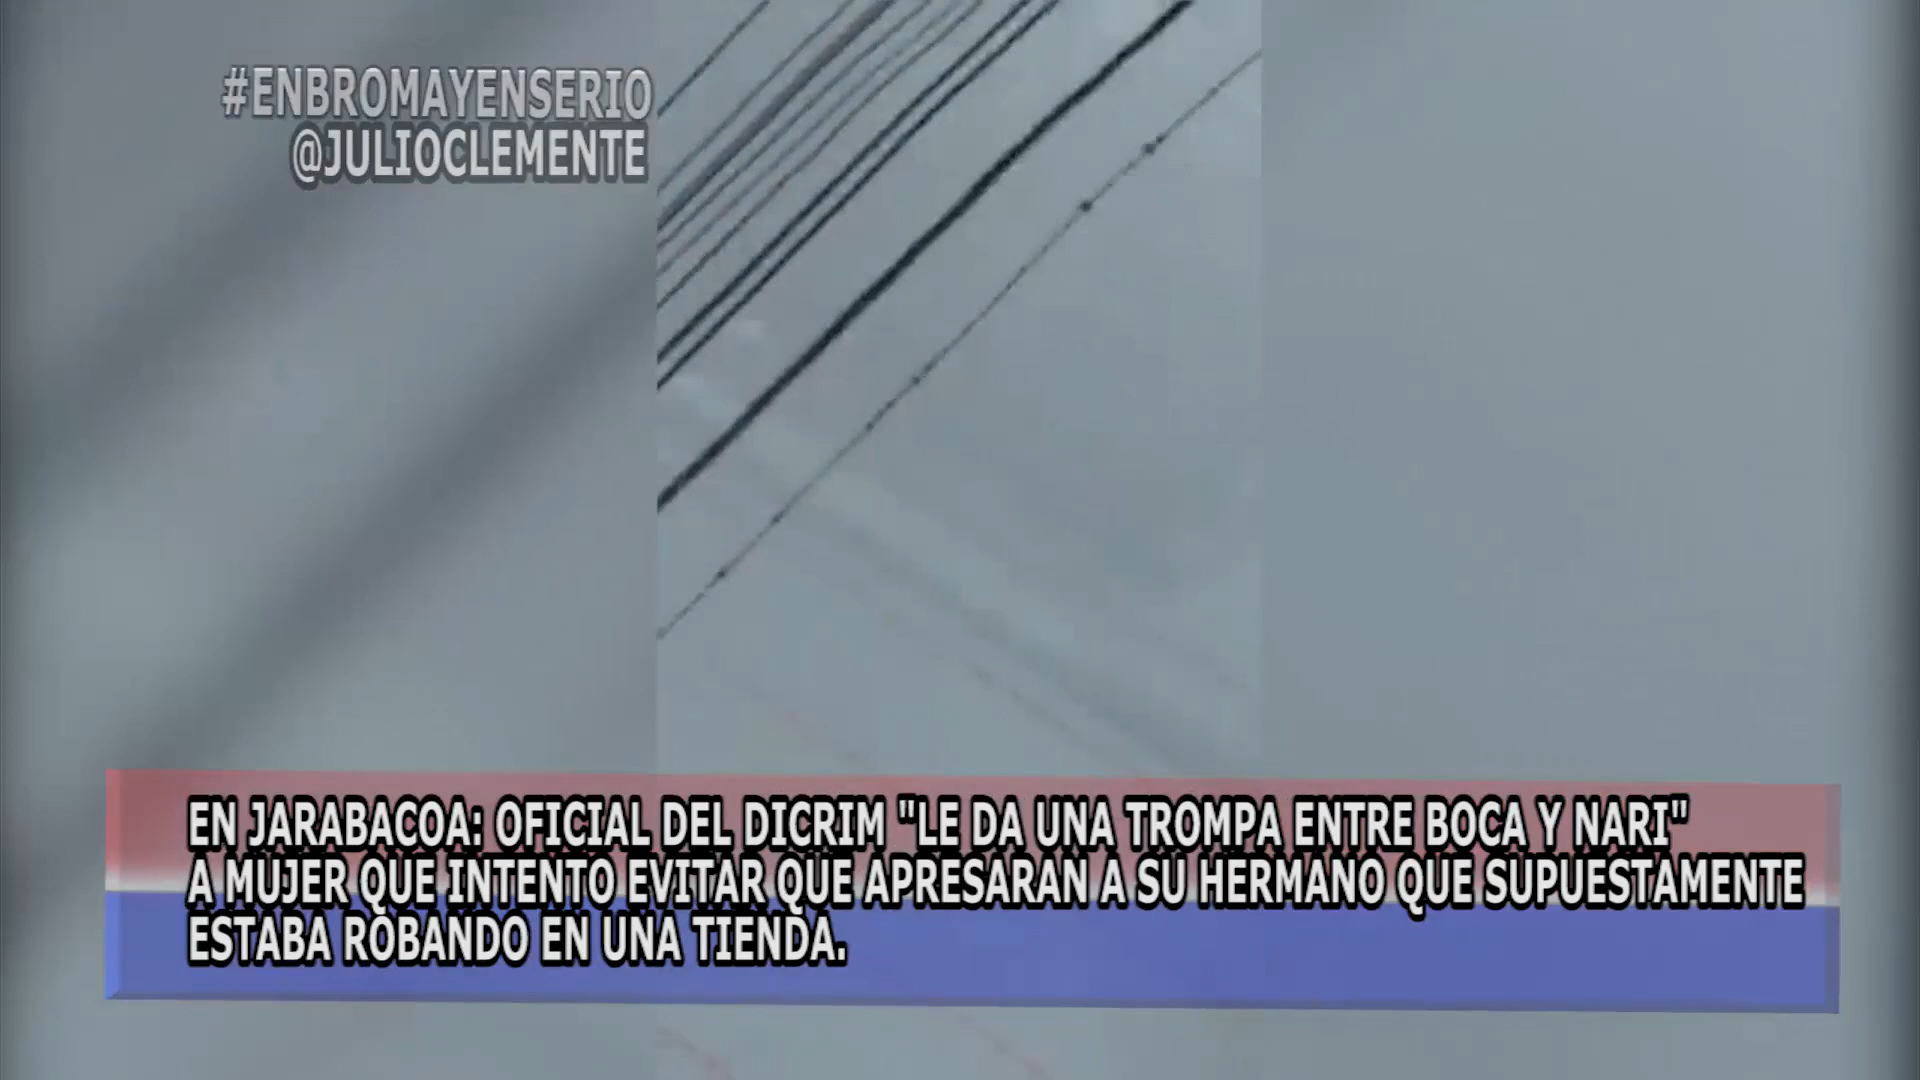 #ENBROMAYENSERIO
@JULIOCLEMENTE
EN JARABACOA: OFICIAL DEL DICRIM "LE DA UNA TROMPA ENTRE BOCA Y NARI"
A MUJER QUE INTENTO EVITAR QUE APRESARAN A SU HERMANO QUE SUPUESTAMENTE
ESTABA ROBANDO EN UNA TIENDA.